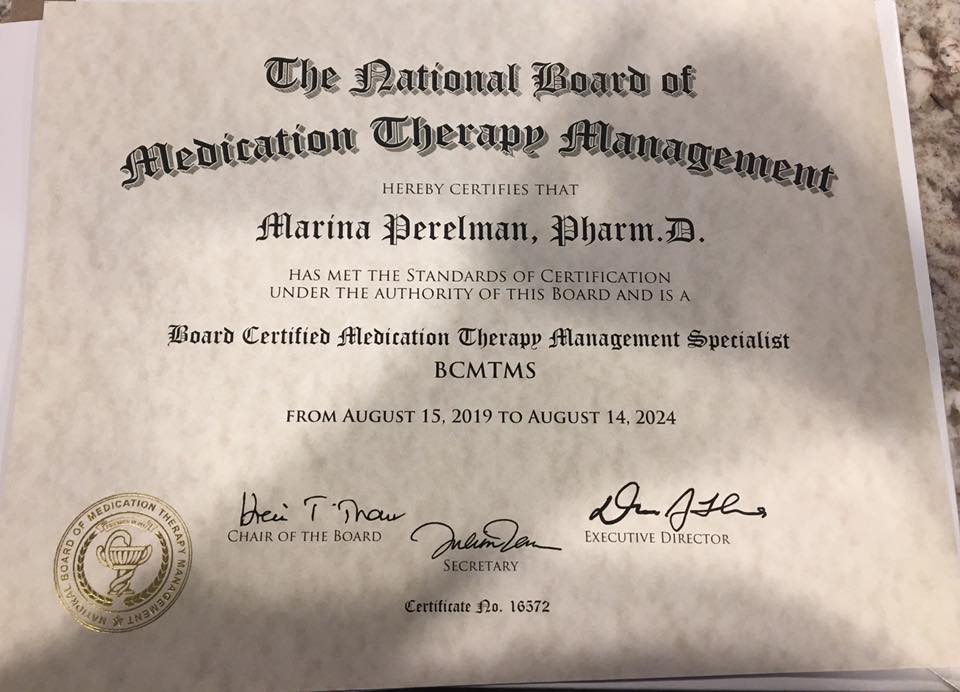 The National Board of
Medication Therapy Management
HEREBY CERTIFIES THAT
Marina Perelman, Pharm.D.
HAS MET THE STANDARDS OF CERTIFICATION
UNDER THE AUTHORITY OF THIS BOARD AND IS A
Board Certified Medication Therapy Management Specialist
BCMTMS
FROM AUGUST 15, 2019 TO AUGUST 14, 2024
CHAIR OF THE BOARD
SECRETARY
EXECUTIVE DIRECTOR
NATIONAL BOARD OF MEDICATION THERAPY MANAGEMENT
Certificate No. 16572